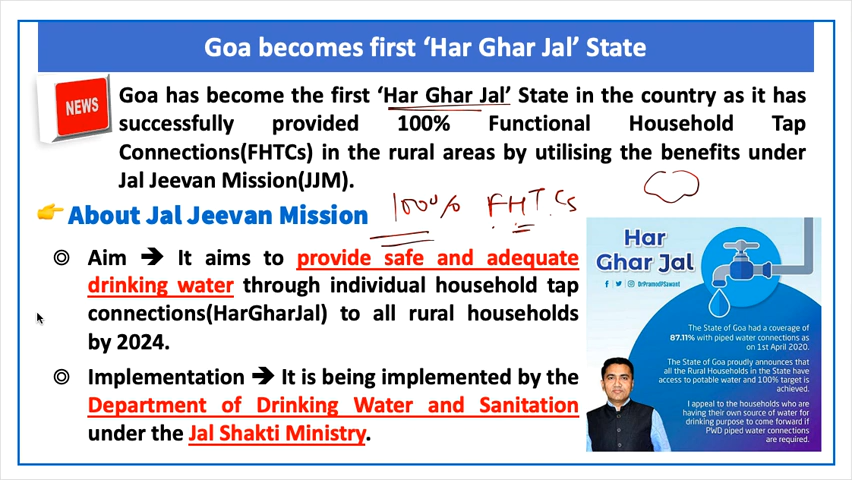 Goa becomes first ‘Har Ghar Jal’ State
NEWS
Goa has become the first ‘Har Ghar Jal’ State in the country as it has
successfully provided 100% Functional Household Tap
Connections(FHTCs) in the rural areas by utilising the benefits under
Jal Jeevan Mission(JJM).
100% FHTCs
About Jal Jeevan Mission
Aim ➔ It aims to provide safe and adequate
drinking water through individual household tap
connections(HarGharJal) to all rural households
by 2024.
Implementation ➔ It is being implemented by the
Department of Drinking Water and Sanitation
under the Jal Shakti Ministry.
Har
Ghar Jal
DrPramodPSawant
The State of Goa had a coverage of
87.11% with piped water connections as
on 1st April 2020.
The State of Goa proudly announces that
all the Rural Households in the State have
access to potable water and 100% target is
achieved.
I appeal to the households who are
having their own source of water for
drinking purpose to come forward if
PWD piped water connections
are required.